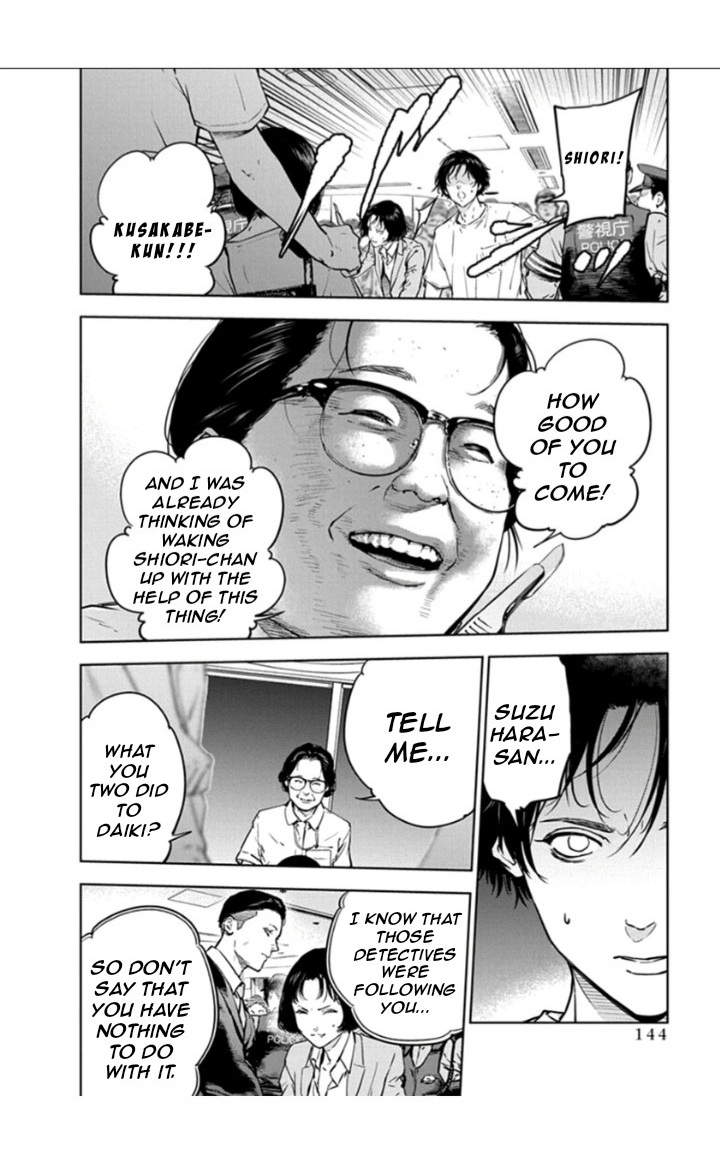 SHIORI!
KUSAKABE-
KUN!!!
警視庁
POLICE
HOW
GOOD
OF YOU
TO
COME!
AND I WAS
ALREADY
THINKING OF
WAKING
SHIORI-CHAN
UP WITH THE
HELP OF THIS
THING!
SUZU
HARA-
SAN...
TELL
ME...
WHAT
YOU
TWO DID
TO
DAIKI?
I KNOW THAT
THOSE
DETECTIVES
WERE
FOLLOWING
YOU...
SO DON'T
SAY THAT
YOU HAVE
NOTHING
TO DO
WITH IT.
144